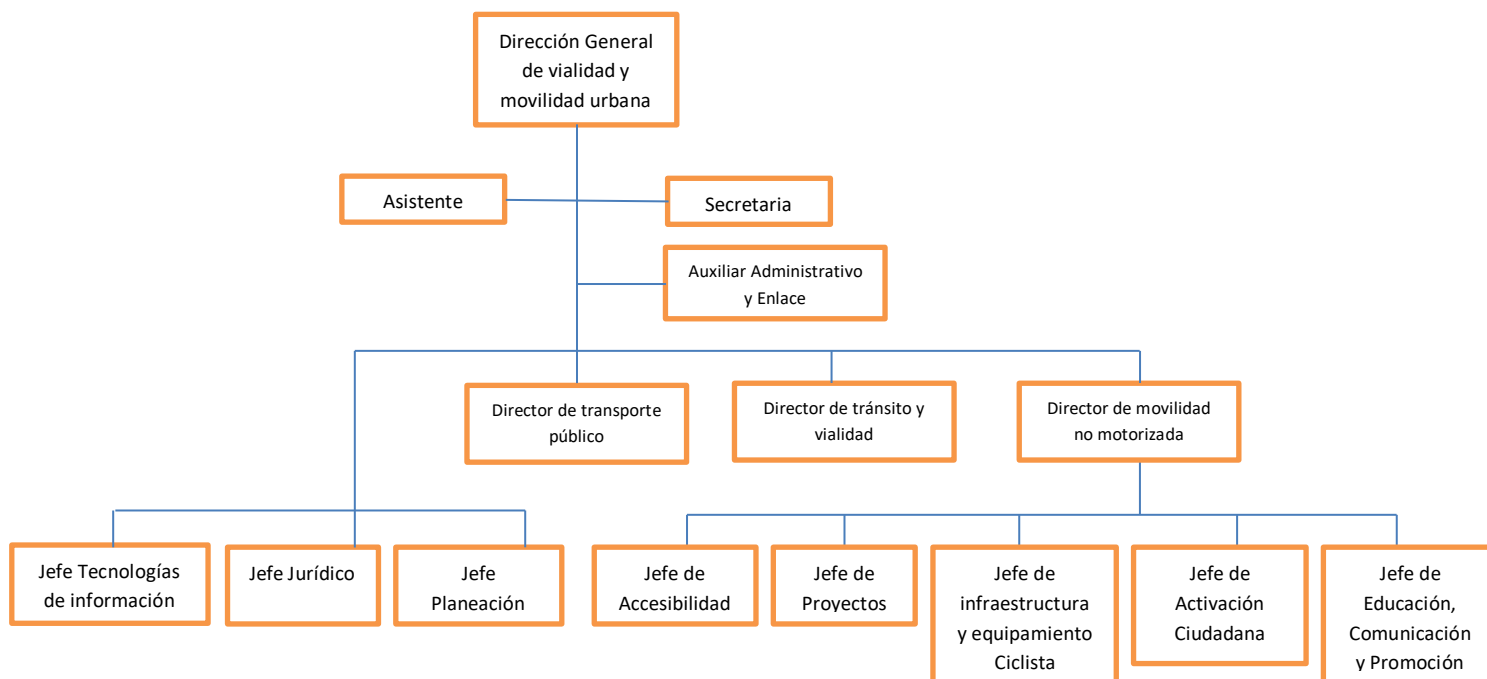 Dirección General
de vialidad y
movilidad urbana
Asistente
Secretaria
Auxiliar Administrativo
y Enlace
Director de transporte
público
Director de tránsito y
vialidad
Director de movilidad
no motorizada
Jefe Tecnologías
de información
Jefe Jurídico
Jefe
Planeación
Jefe de
Accesibilidad
Jefe de
Proyectos
Jefe de
infraestructura
y equipamiento
Ciclista
Jefe de
Activación
Ciudadana
Jefe de
Educación,
Comunicación
y Promoción